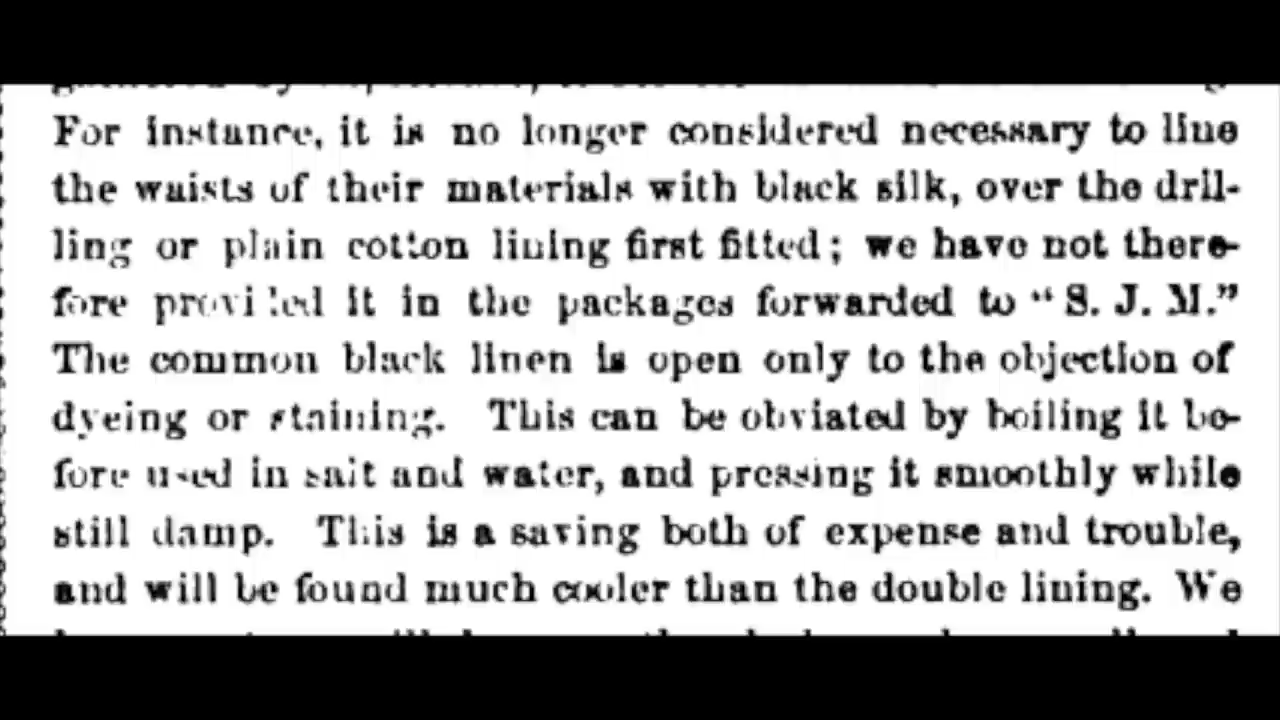 For instance, it is no longer considered necessary to line
the waists of their materials with black silk, over the dril-
ling or plain cotton lining first fitted; we have not there-
fore provided it in the packages forwarded to “S. J. M.”
The common black linen is open only to the objection of
dyeing or staining. This can be obviated by boiling it be-
fore used in salt and water, and pressing it smoothly while
still damp. This is a saving both of expense and trouble,
and will be found much cooler than the double lining. We